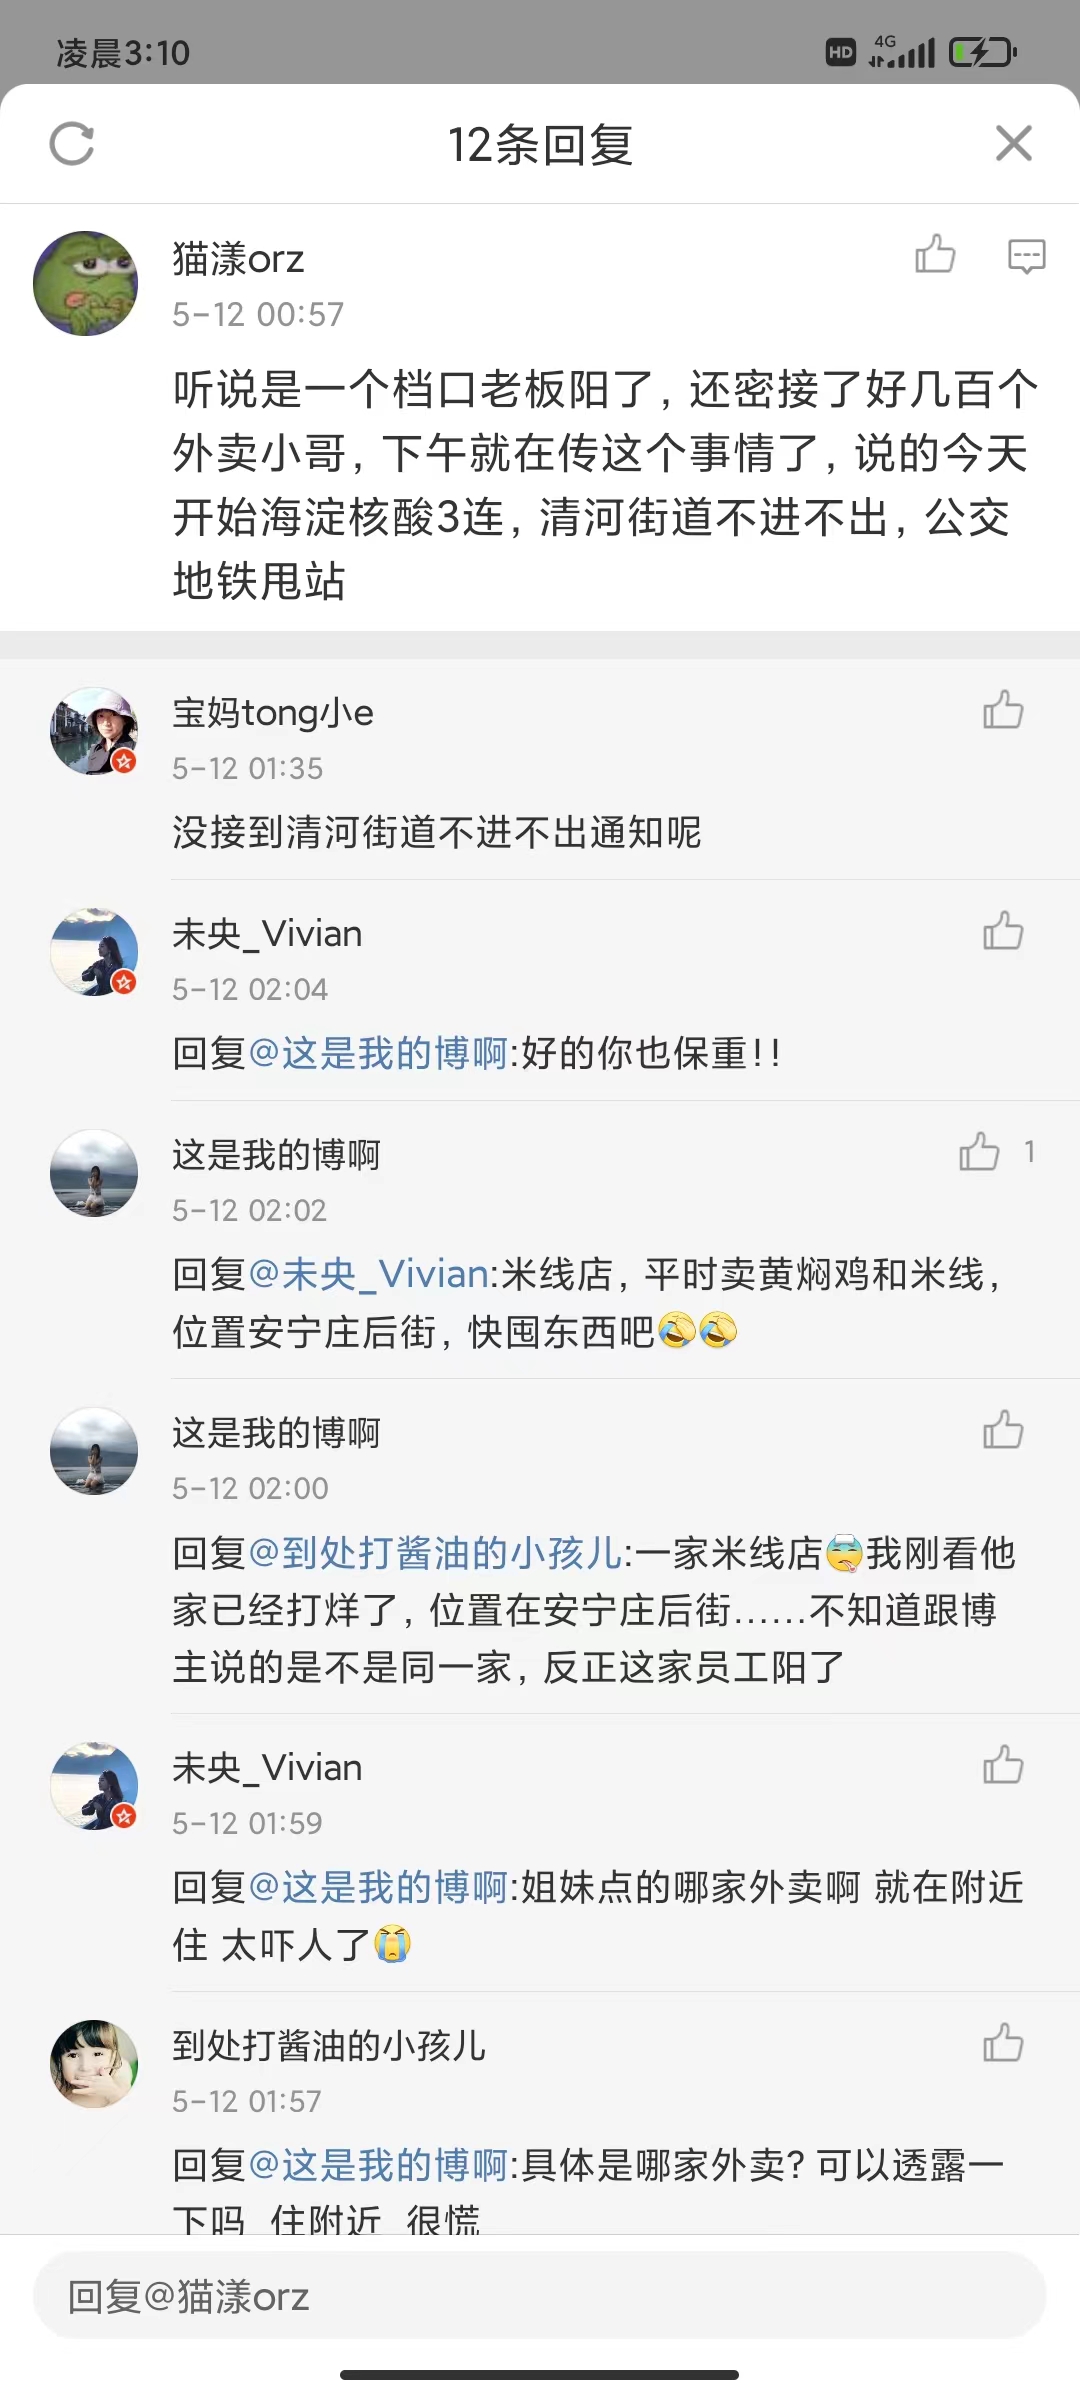 凌晨3:10
HD 4G
12条回复
猫漾orz
5-12 00:57
听说是一个档口老板阳了，还密接了好几百个
外卖小哥，下午就在传这个事情了，说的今天
开始海淀核酸3连，清河街道不进不出，公交
地铁甩站
宝妈tong小e
5-12 01:35
没接到清河街道不进不出通知呢
未央_Vivian
5-12 02:04
回复@这是我的博啊:好的你也保重!!
这是我的博啊
1
5-12 02:02
回复@未央_Vivian:米线店，平时卖黄焖鸡和米线，
位置安宁庄后街，快囤东西吧🤣🤣
这是我的博啊
5-12 02:00
回复@到处打酱油的小孩儿:一家米线店我刚看他
家已经打烊了，位置在安宁庄后街……不知道跟博
主说的是不是同一家，反正这家员工阳了
未央_Vivian
5-12 01:59
回复@这是我的博啊:姐妹点的哪家外卖啊 就在附近
住 太吓人了😭
到处打酱油的小孩儿
5-12 01:57
回复@这是我的博啊:具体是哪家外卖? 可以透露一
下吗 住附近 很慌
回复@猫漾orz